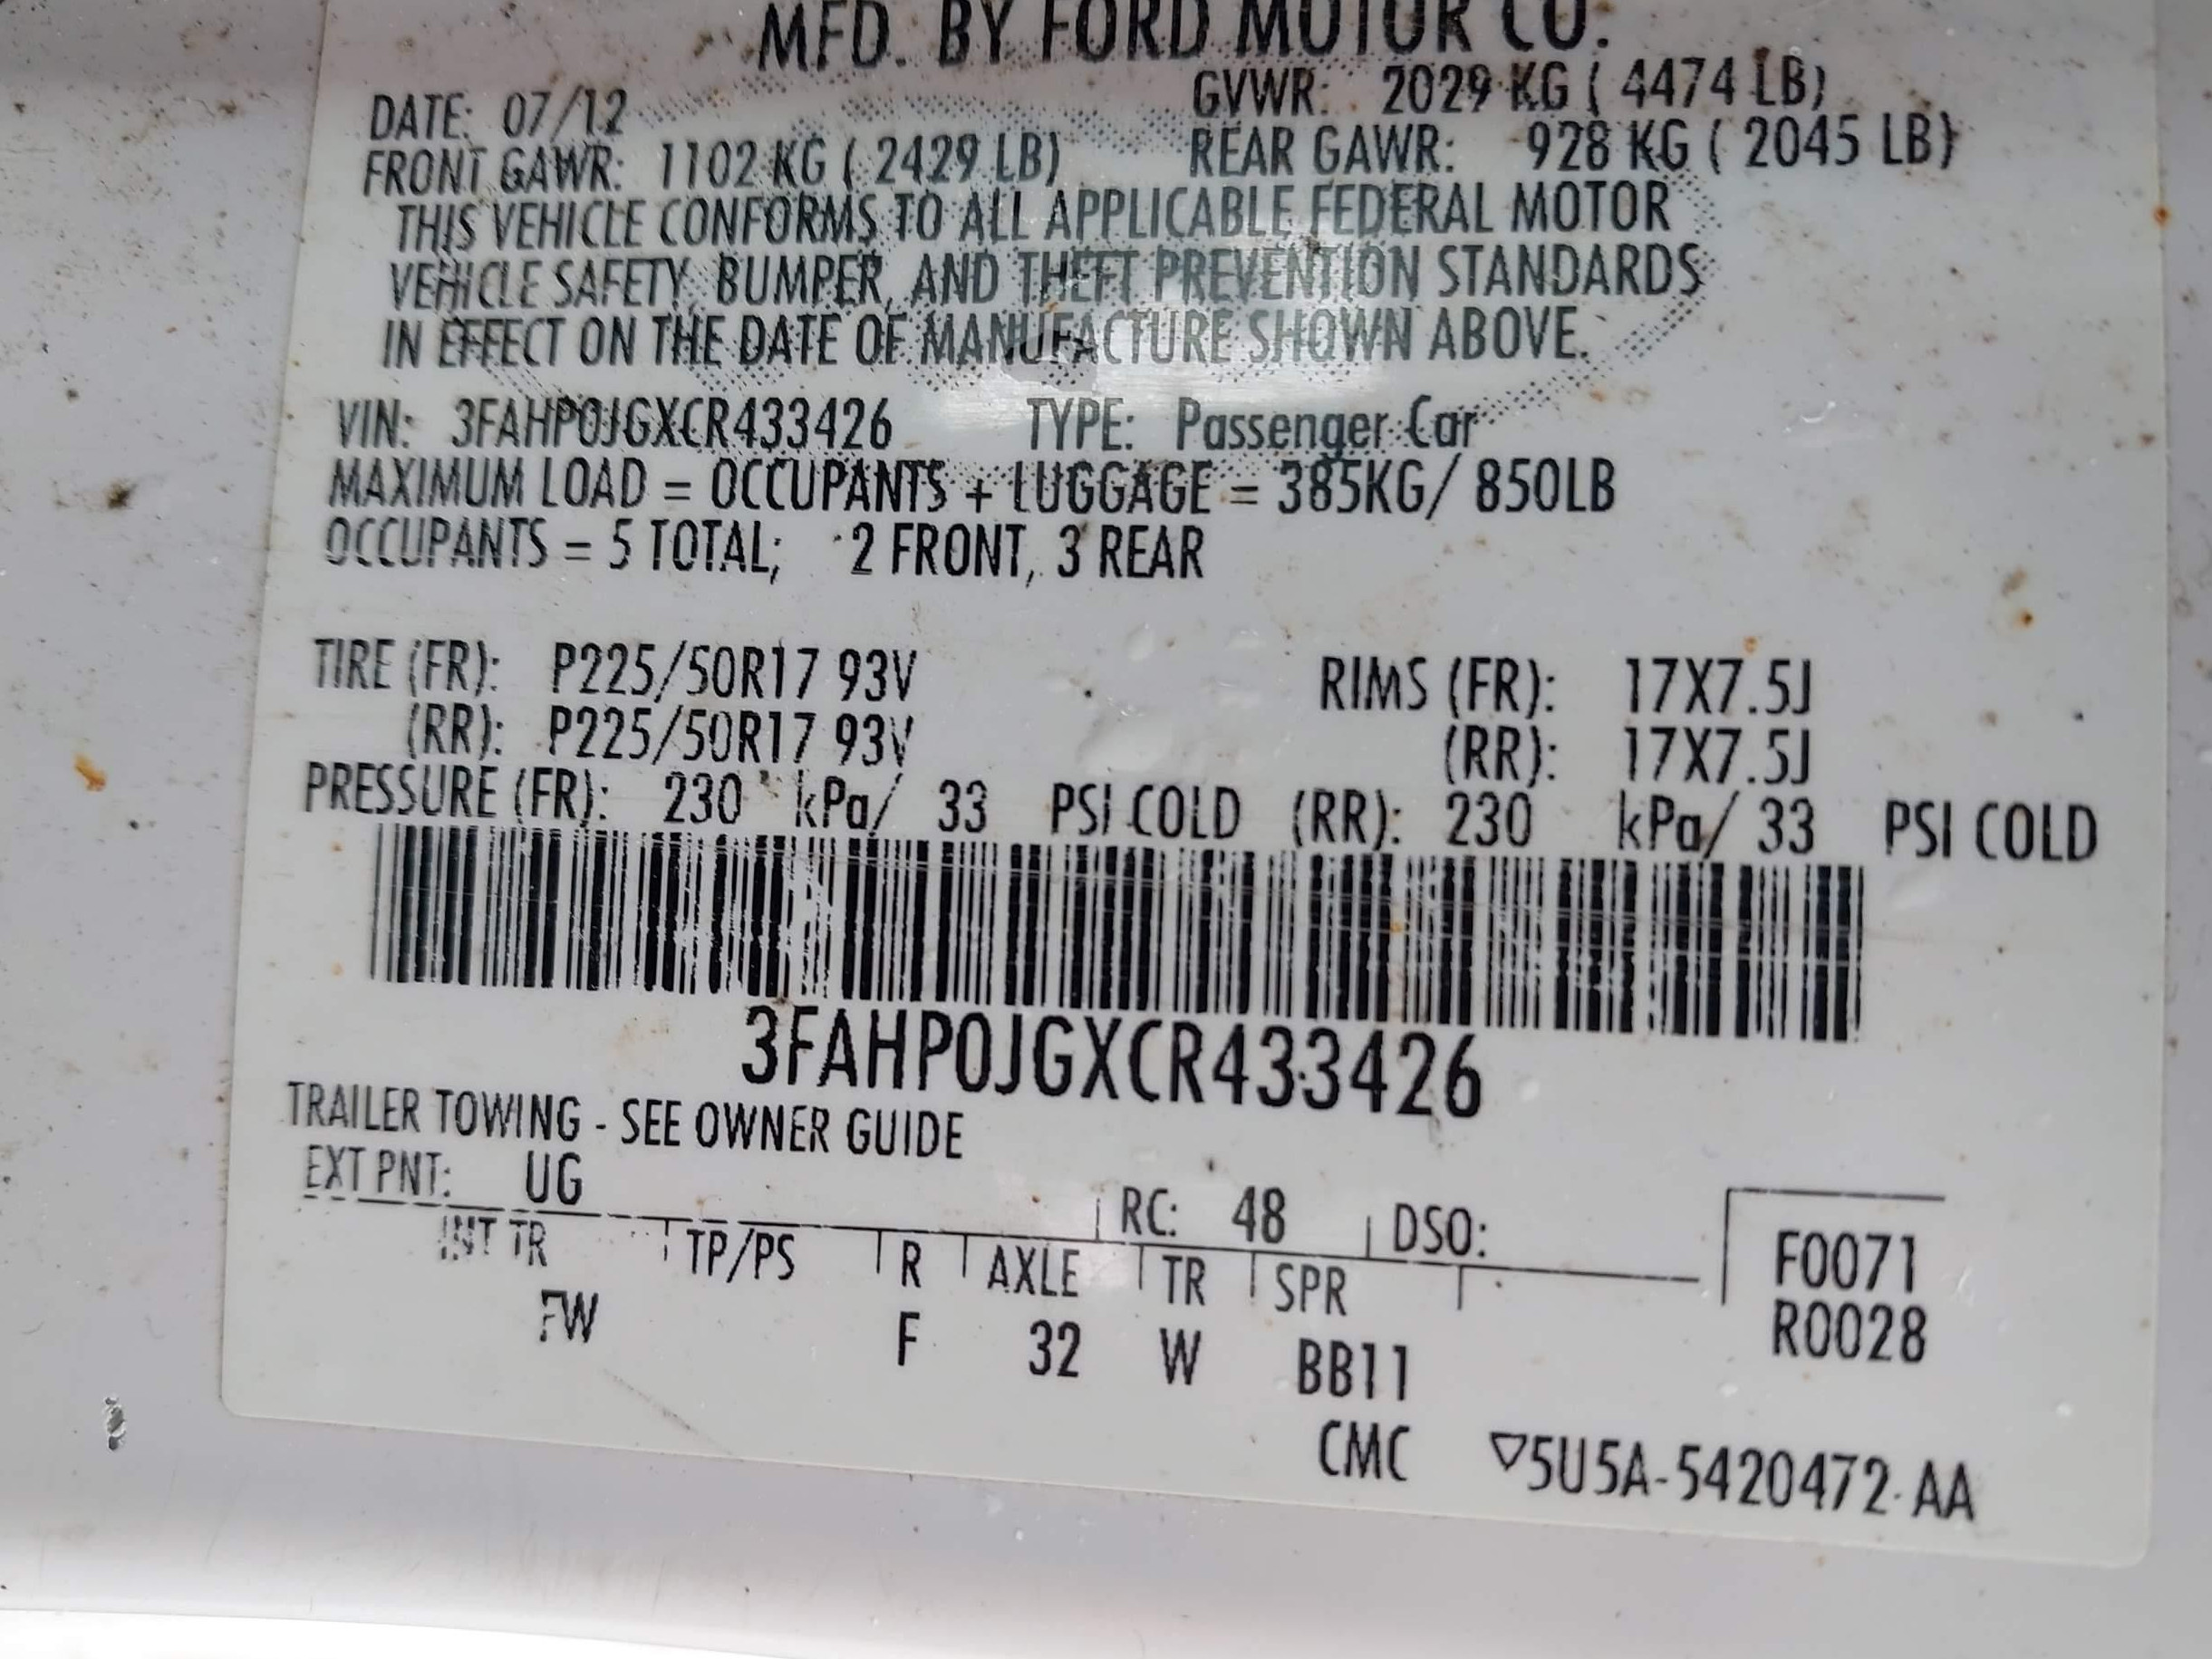 MFD. BY FORD MOTOR CO.
DATE: 07/12 GVWR: 2029 KG ( 4474 LB)
FRONT GAWR: 1102 KG ( 2429 LB) REAR GAWR: 928 KG ( 2045 LB)
THIS VEHICLE CONFORMS TO ALL APPLICABLE FEDERAL MOTOR
VEHICLE SAFETY, BUMPER, AND THEFT PREVENTION STANDARDS
IN EFFECT ON THE DATE OF MANUFACTURE SHOWN ABOVE.
VIN: 3FAHP0JGXCR433426 TYPE: Passenger Car
MAXIMUM LOAD = OCCUPANTS + LUGGAGE = 385KG/ 850LB
OCCUPANTS = 5 TOTAL; 2 FRONT, 3 REAR
TIRE (FR): P225/50R17 93V RIMS (FR): 17X7.5J
(RR): P225/50R17 93V (RR): 17X7.5J
PRESSURE (FR): 230 kPa/ 33 PSI COLD (RR): 230 kPa/ 33 PSI COLD
3FAHP0JGXCR433426
TRAILER TOWING - SEE OWNER GUIDE
EXT PNT: UG RC: 48 DSO:
INT TR TP/PS R AXLE TR SPR F0071
FW F 32 W BB11 R0028
CMC ▽5U5A-5420472-AA